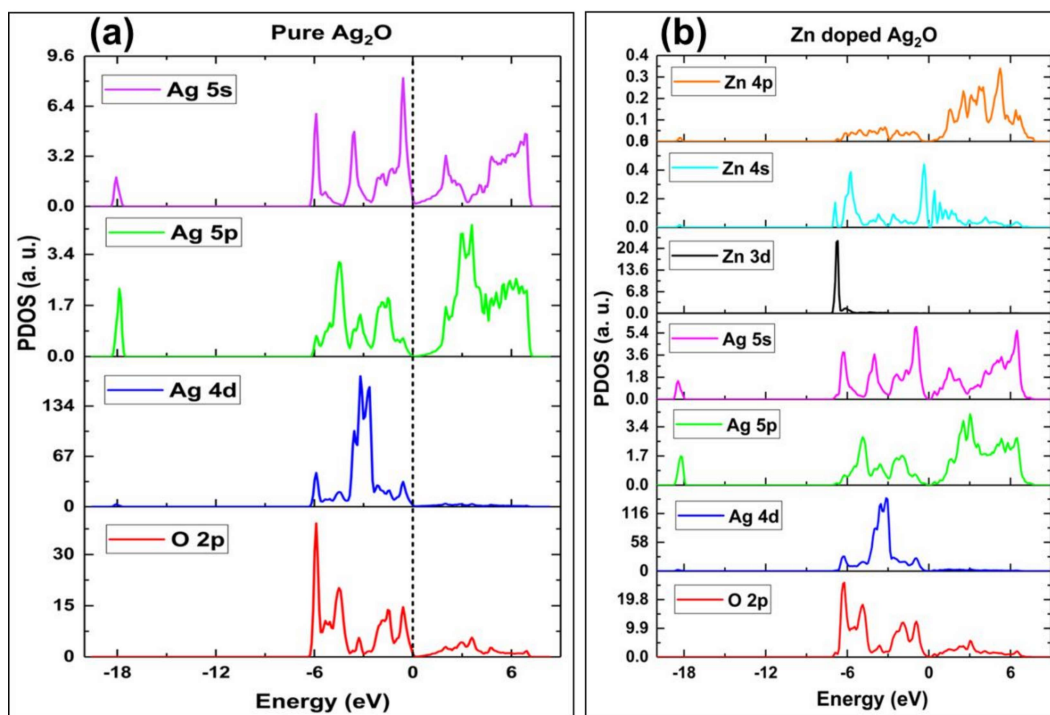 (a)
Pure Ag₂O
PDOS (a. u.)
9.6
6.4
3.2
0.0
Ag 5s
3.4
1.7
0.0
Ag 5p
134
67
0
Ag 4d
30
15
0
O 2p
-18 -12 -6 0 6
Energy (eV)
(b)
Zn doped Ag₂O
PDOS (a. u.)
0.4
0.3
0.2
0.1
Zn 4p
0.4
0.2
0.0
Zn 4s
20.4
13.6
6.8
0.0
Zn 3d
5.4
3.6
1.8
0.0
Ag 5s
3.4
1.7
0.0
Ag 5p
116
58
0
Ag 4d
19.8
9.9
0.0
O 2p
-18 -12 -6 0 6
Energy (eV)